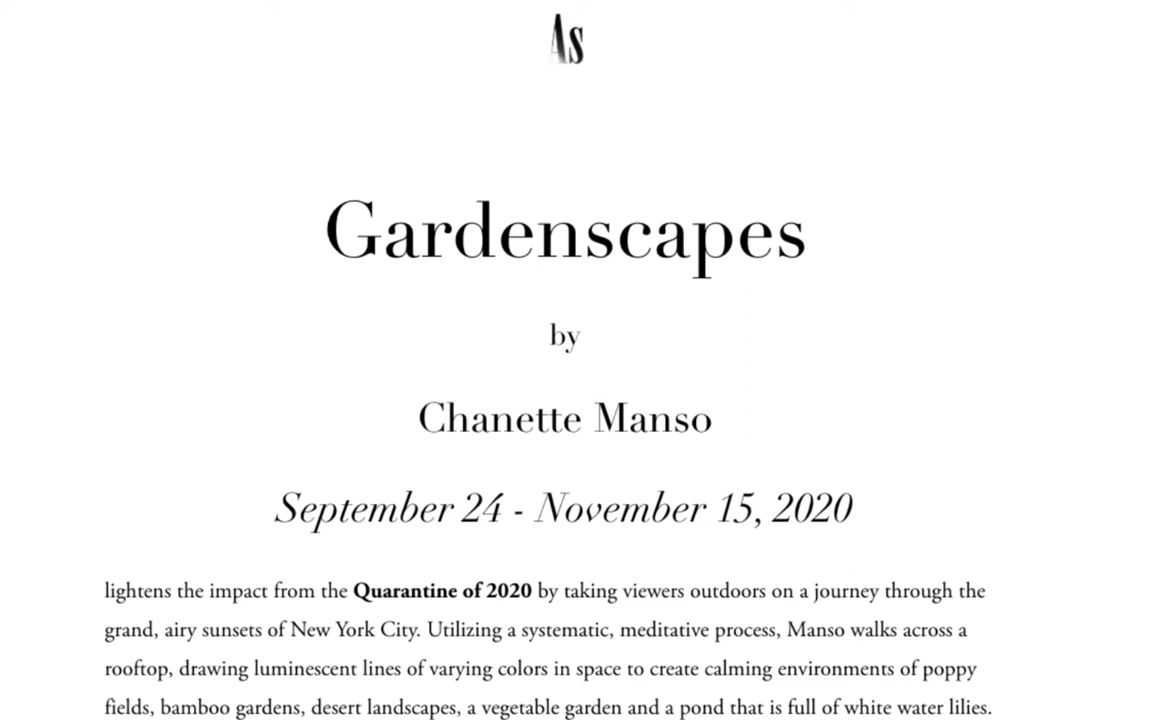 As
Gardenscapes
by
Chanette Manso
September 24 - November 15, 2020
lightens the impact from the Quarantine of 2020 by taking viewers outdoors on a journey through the
grand, airy sunsets of New York City. Utilizing a systematic, meditative process, Manso walks across a
rooftop, drawing luminescent lines of varying colors in space to create calming environments of poppy
fields, bamboo gardens, desert landscapes, a vegetable garden and a pond that is full of white water lilies.